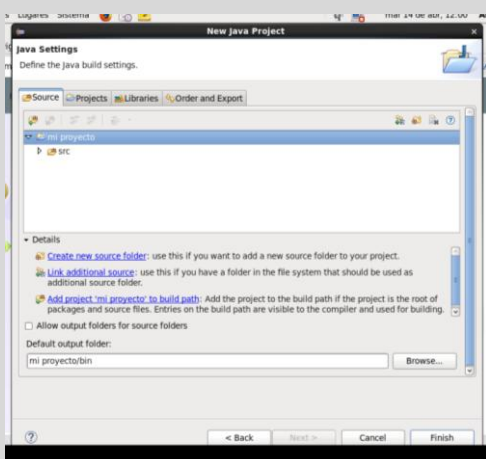 Lugares Sistema mar 14 de abr, 12:00
New Java Project
Java Settings
Define the Java build settings.
Source Projects Libraries Order and Export
mi proyecto
src
Details
Create new source folder: use this if you want to add a new source folder to your project.
Link additional source: use this if you have a folder in the file system that should be used as
additional source folder.
Add project 'mi proyecto' to build path: Add the project to the build path if the project is the root of
packages and source files. Entries on the build path are visible to the compiler and used for building.
Allow output folders for source folders
Default output folder:
mi proyecto/bin Browse...
< Back Next > Cancel Finish